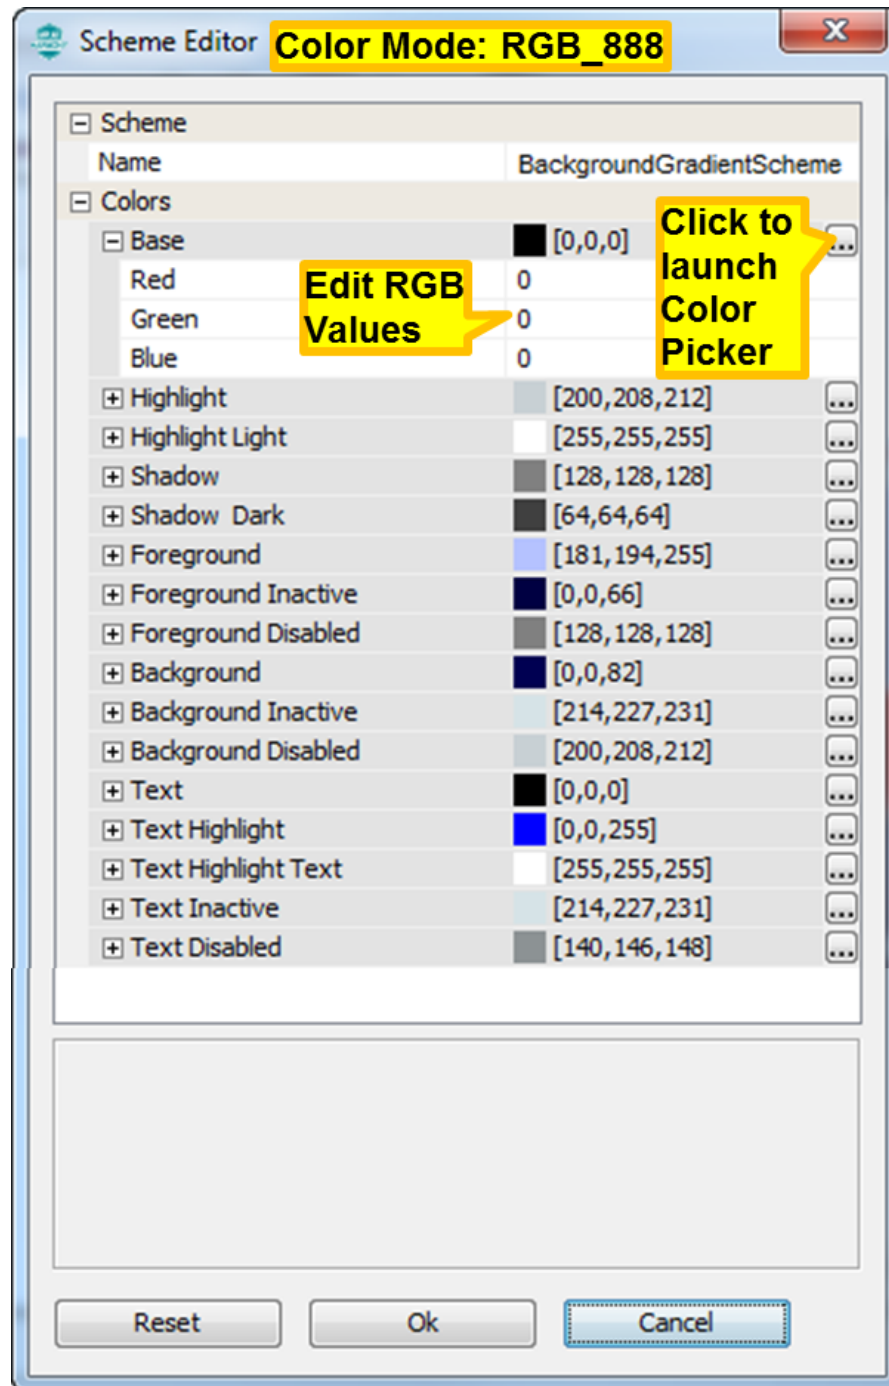 Scheme Editor
Color Mode: RGB_888
Scheme
Name BackgroundGradientScheme
Colors
Base [0,0,0] ...
Click to
launch
Color
Picker
Red 0
Edit RGB
Values
Green 0
Blue 0
Highlight [200,208,212] ...
Highlight Light [255,255,255] ...
Shadow [128,128,128] ...
Shadow Dark [64,64,64] ...
Foreground [181,194,255] ...
Foreground Inactive [0,0,66] ...
Foreground Disabled [128,128,128] ...
Background [0,0,82] ...
Background Inactive [214,227,231] ...
Background Disabled [200,208,212] ...
Text [0,0,0] ...
Text Highlight [0,0,255] ...
Text Highlight Text [255,255,255] ...
Text Inactive [214,227,231] ...
Text Disabled [140,146,148] ...
Reset Ok Cancel